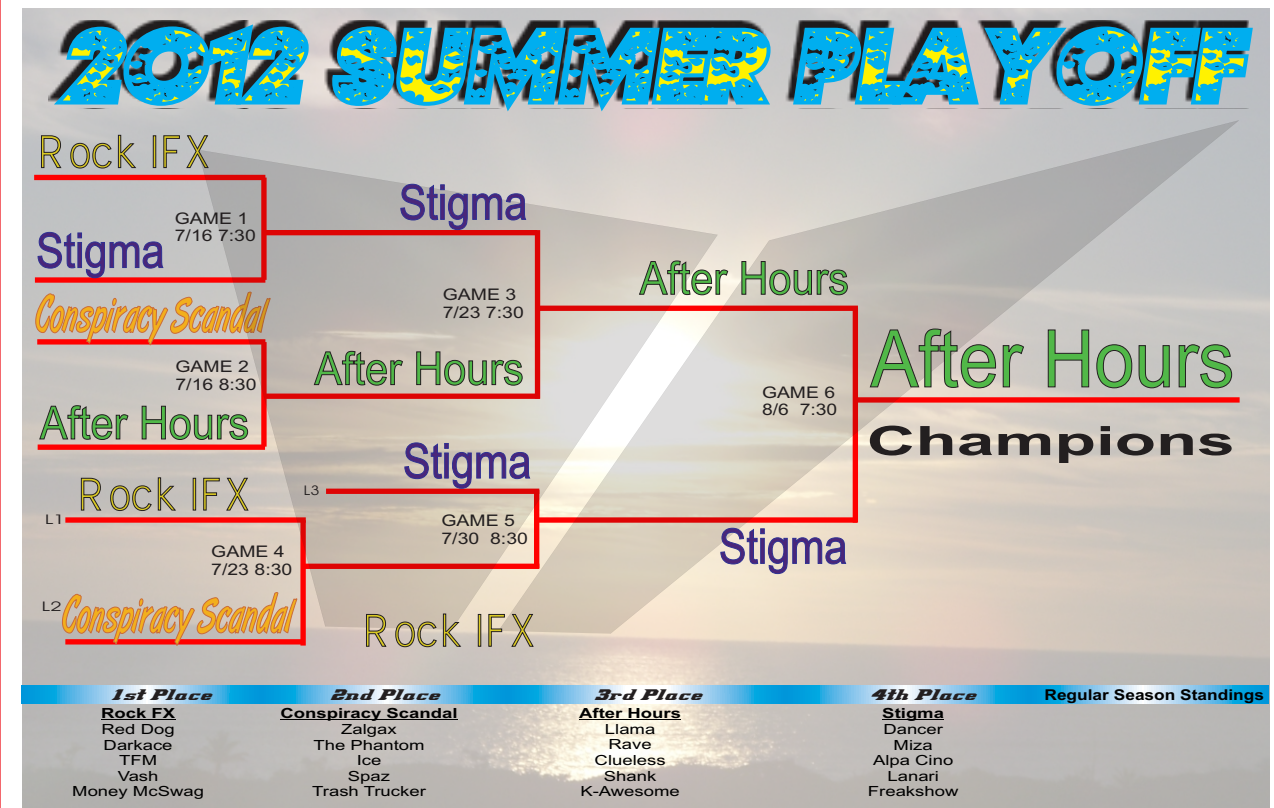 2012 SUMMER PLAYOFF
Rock IFX
GAME 1
7/16 7:30
Stigma
Stigma
Conspiracy Scandal
GAME 2
7/16 8:30
After Hours
GAME 3
7/23 7:30
After Hours
After Hours
Rock IFX
L1
GAME 4
7/23 8:30
L2 Conspiracy Scandal
Stigma
L3
GAME 5
7/30 8:30
Rock IFX
Stigma
GAME 6
8/6 7:30
After Hours
Champions
1st Place 2nd Place 3rd Place 4th Place Regular Season Standings
Rock FX Conspiracy Scandal After Hours Stigma
Red Dog Zalgax Llama Dancer
Darkace The Phantom Rave Miza
TFM Ice Clueless Alpa Cino
Vash Spaz Shank Lanari
Money McSwag Trash Trucker K-Awesome Freakshow